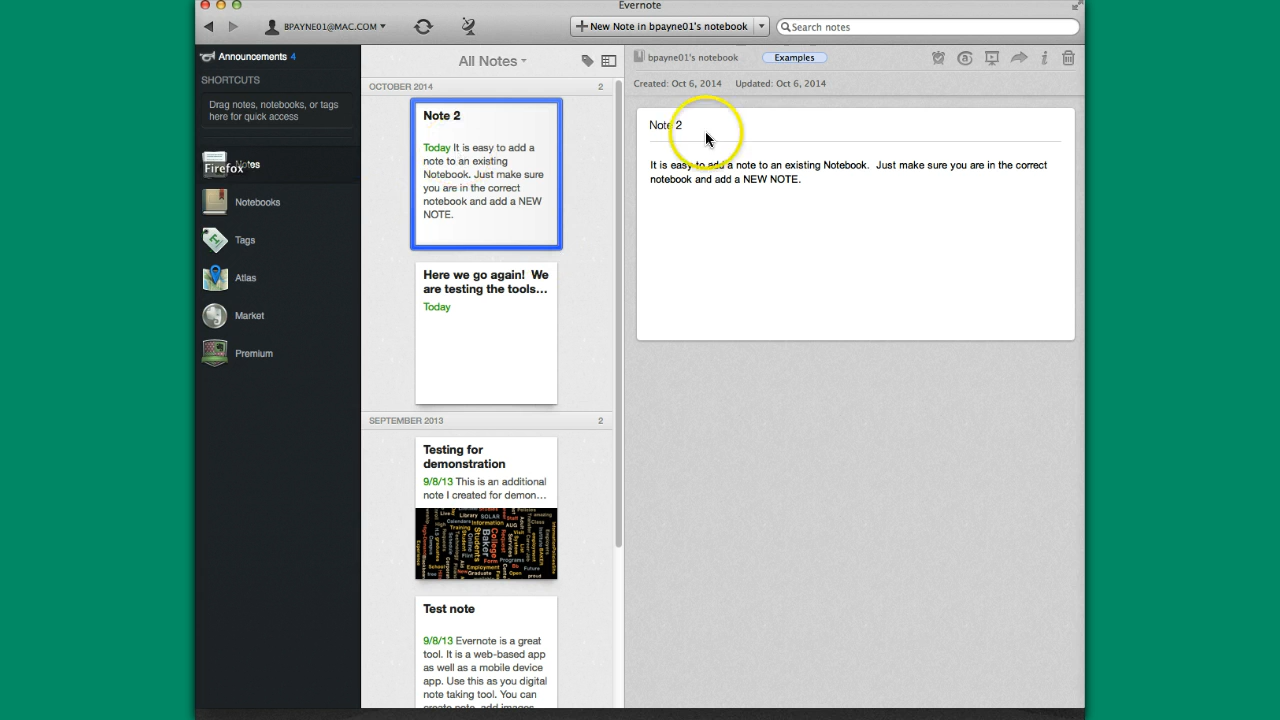 Evernote
BPAYNE01@MAC.COM
New Note in bpayne01's notebook
Search notes
Announcements 4
SHORTCUTS
Drag notes, notebooks, or tags
here for quick access
Notes
Firefox
Notebooks
Tags
Atlas
Market
Premium
All Notes
OCTOBER 2014 2
Note 2
Today It is easy to add a
note to an existing
Notebook. Just make sure
you are in the correct
notebook and add a NEW
NOTE.
Here we go again! We
are testing the tools...
Today
SEPTEMBER 2013 2
Testing for
demonstration
9/8/13 This is an additional
note I created for demon...
Test note
9/8/13 Evernote is a great
tool. It is a web-based app
as well as a mobile device
app. Use this as you digital
note taking tool. You can
create note, add images
bpayne01's notebook
Examples
Created: Oct 6, 2014 Updated: Oct 6, 2014
Note 2
It is easy to add a note to an existing Notebook. Just make sure you are in the correct
notebook and add a NEW NOTE.